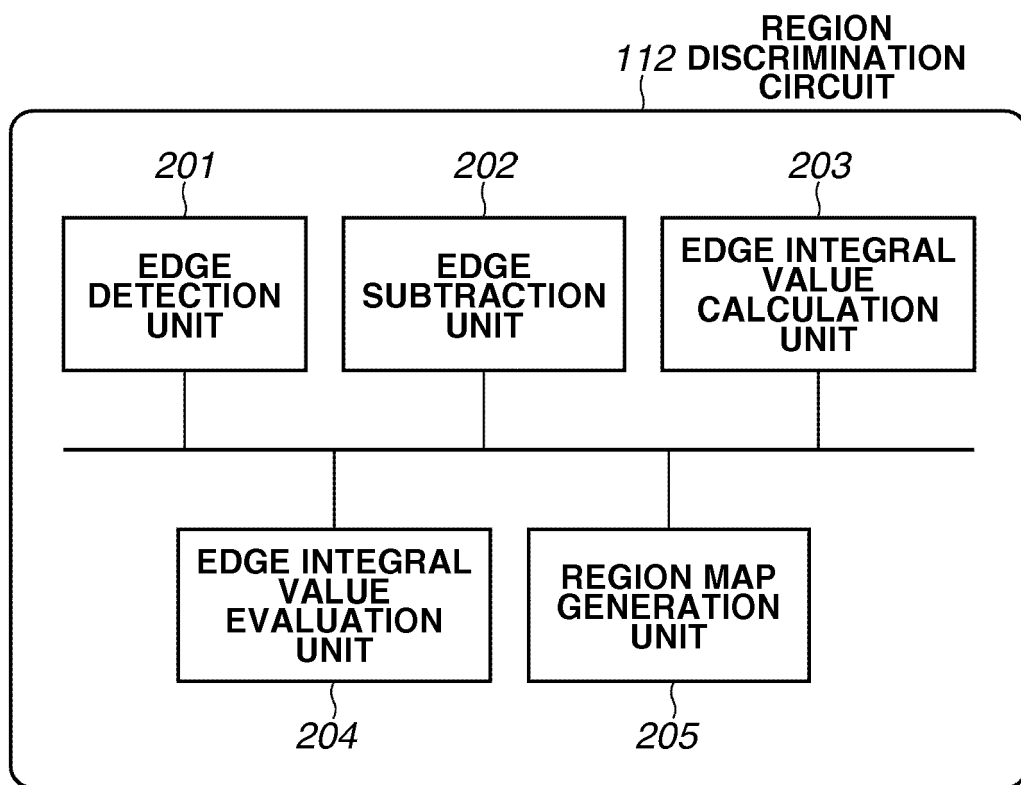 REGION
112 DISCRIMINATION
CIRCUIT
201
202
203
EDGE
DETECTION
UNIT
EDGE
SUBTRACTION
UNIT
EDGE INTEGRAL
VALUE
CALCULATION
UNIT
EDGE INTEGRAL
VALUE
EVALUATION
UNIT
REGION MAP
GENERATION
UNIT
204
205